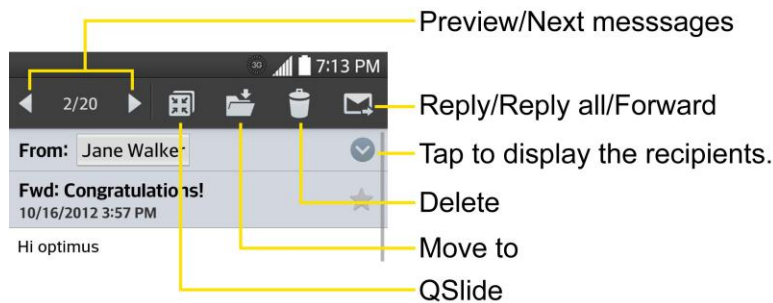 Preview/Next messsages
3G 7:13 PM
2/20
Reply/Reply all/Forward
From: Jane Walker
Tap to display the recipients.
Fwd: Congratulations!
10/16/2012 3:57 PM
Delete
Hi optimus
Move to
QSlide